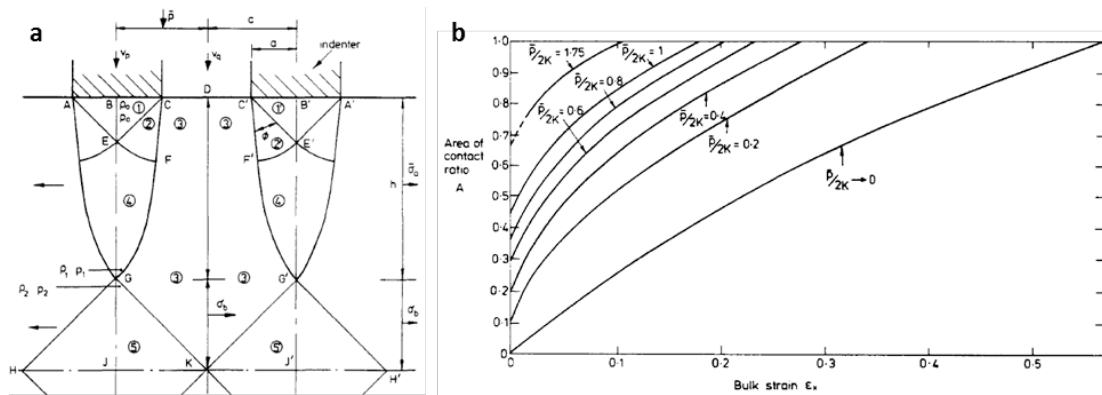 a
p̄
c
a
indenter
v_p
v_q
D
A
B
C
C'
B'
A'
p_o
p_o
①
②
③
③
①
②
φ
E
E'
F
F'
σ̄_a
h
④
④
p_1 p_1
G
③
③
G'
p_2 p_2
σ_b
σ_b
⑤
⑤
H
J
K
J'
H'
b
1.0
0.9
0.8
0.7
0.6
0.5
0.4
0.3
0.2
0.1
0
Area of
contact
ratio
A
p̄/2K = 1.75
p̄/2K = 1
p̄/2K = 0.8
p̄/2K = 0.6
p̄/2K = 0.4
p̄/2K = 0.2
p̄/2K → 0
0
0.1
0.2
0.3
0.4
0.5
Bulk strain ε_x